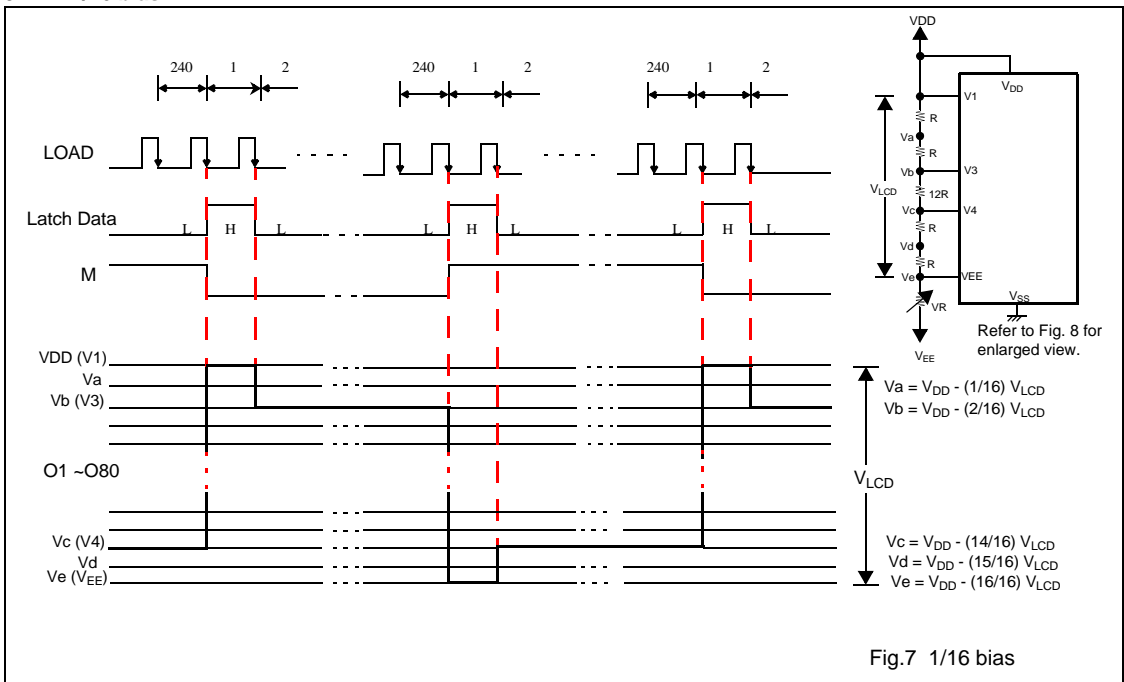 240 1 2 240 1 2 240 1 2
LOAD
Latch Data L H L L H L L H L
M
VDD (V1)
Va
Vb (V3)
O1 ~O80
Vc (V4)
Vd
Ve (VEE)
VDD
VDD
V1
R
Va
R
Vb V3
VLCD
12R
Vc V4
R
Vd
R
Ve VEE
VSS
VR
VEE
Refer to Fig. 8 for
enlarged view.
Va = VDD - (1/16) VLCD
Vb = VDD - (2/16) VLCD
VLCD
Vc = VDD - (14/16) VLCD
Vd = VDD - (15/16) VLCD
Ve = VDD - (16/16) VLCD
Fig.7 1/16 bias